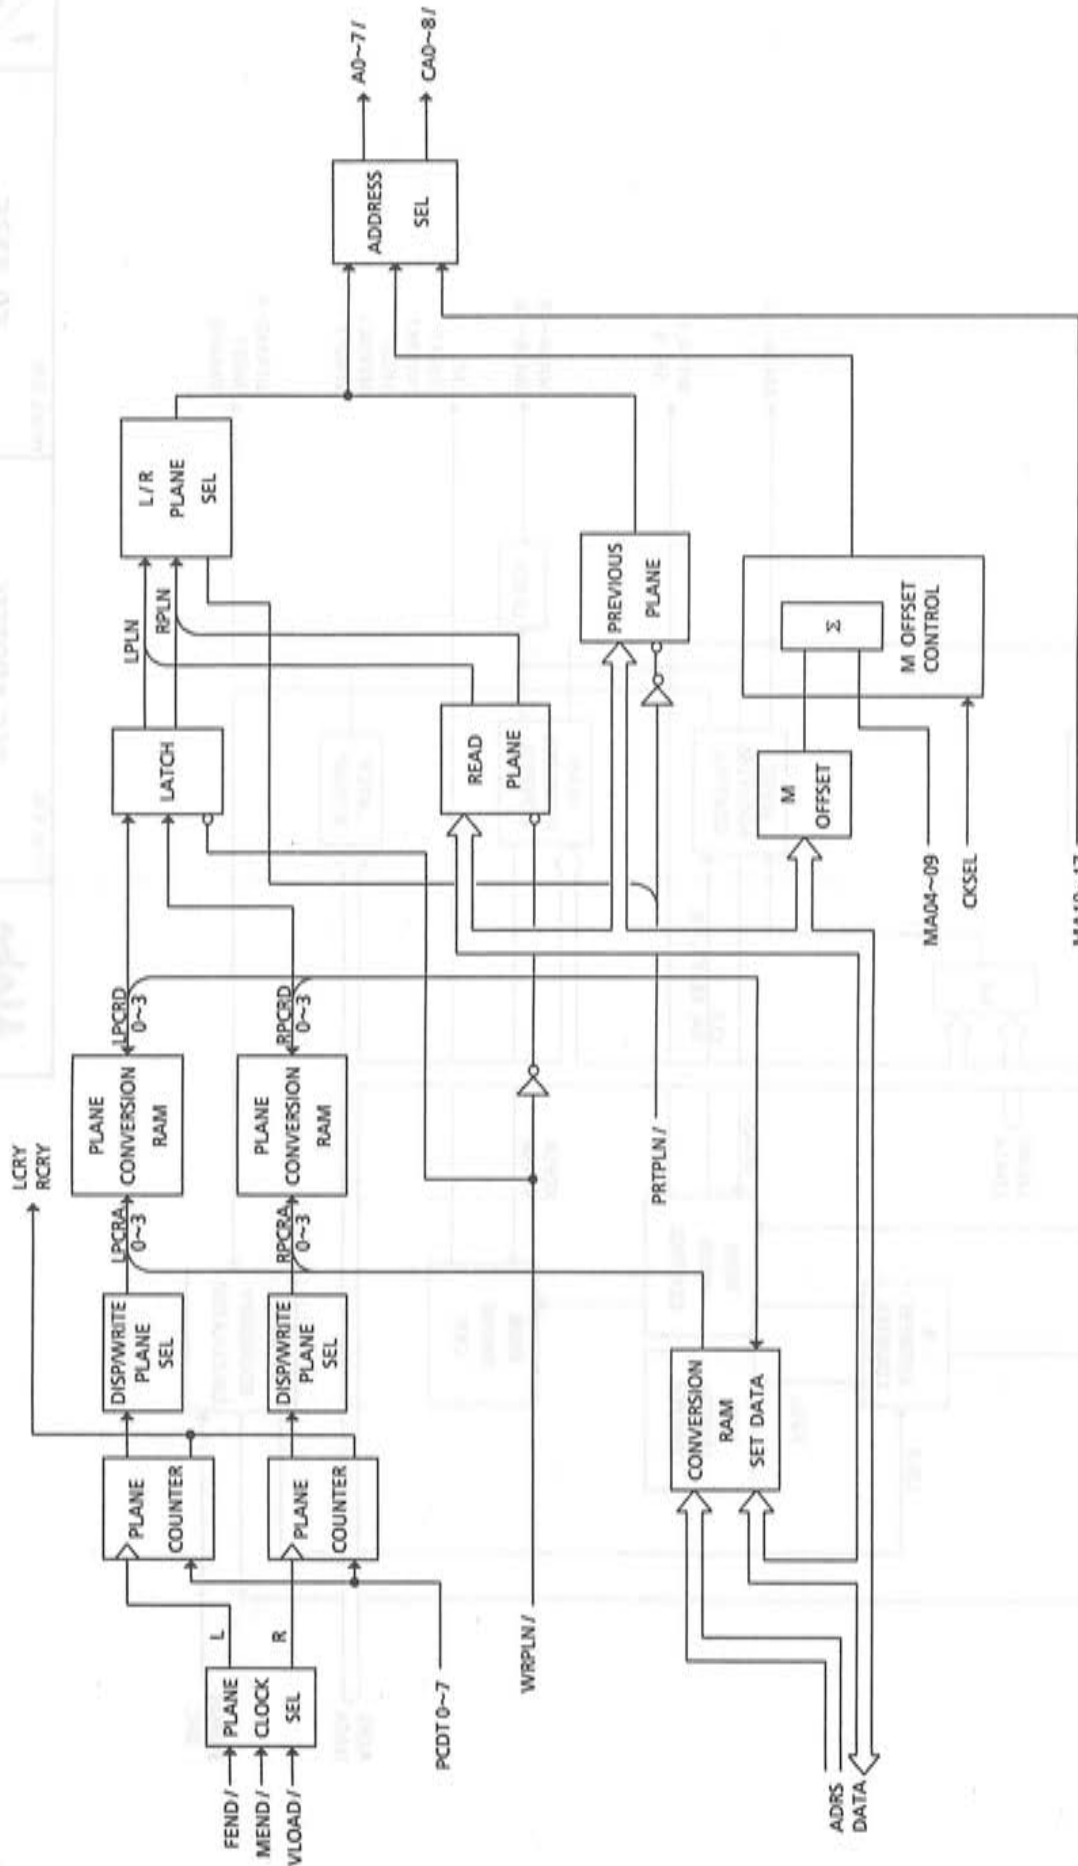 LCRY
RCRY
FEND/
MEND/
VLOAD/
PLANE
CLOCK
SEL
L
R
PCDT 0~7
PLANE
COUNTER
PLANE
COUNTER
DISP/WRITE
PLANE
SEL
DISP/WRITE
PLANE
SEL
LPCRA
0~3
RPCRA
0~3
PLANE
CONVERSION
RAM
PLANE
CONVERSION
RAM
LPCRD
0~3
RPCRD
0~3
LATCH
LPLN
RPLN
L/R
PLANE
SEL
ADDRESS
SEL
A0~7/
CA0~8/
WRPLN/
READ
PLANE
PRTPLN/
PREVIOUS
PLANE
CONVERSION
RAM
SET DATA
M
OFFSET
Σ
M OFFSET
CONTROL
MA04~09
CKSEL
ADRS
DATA